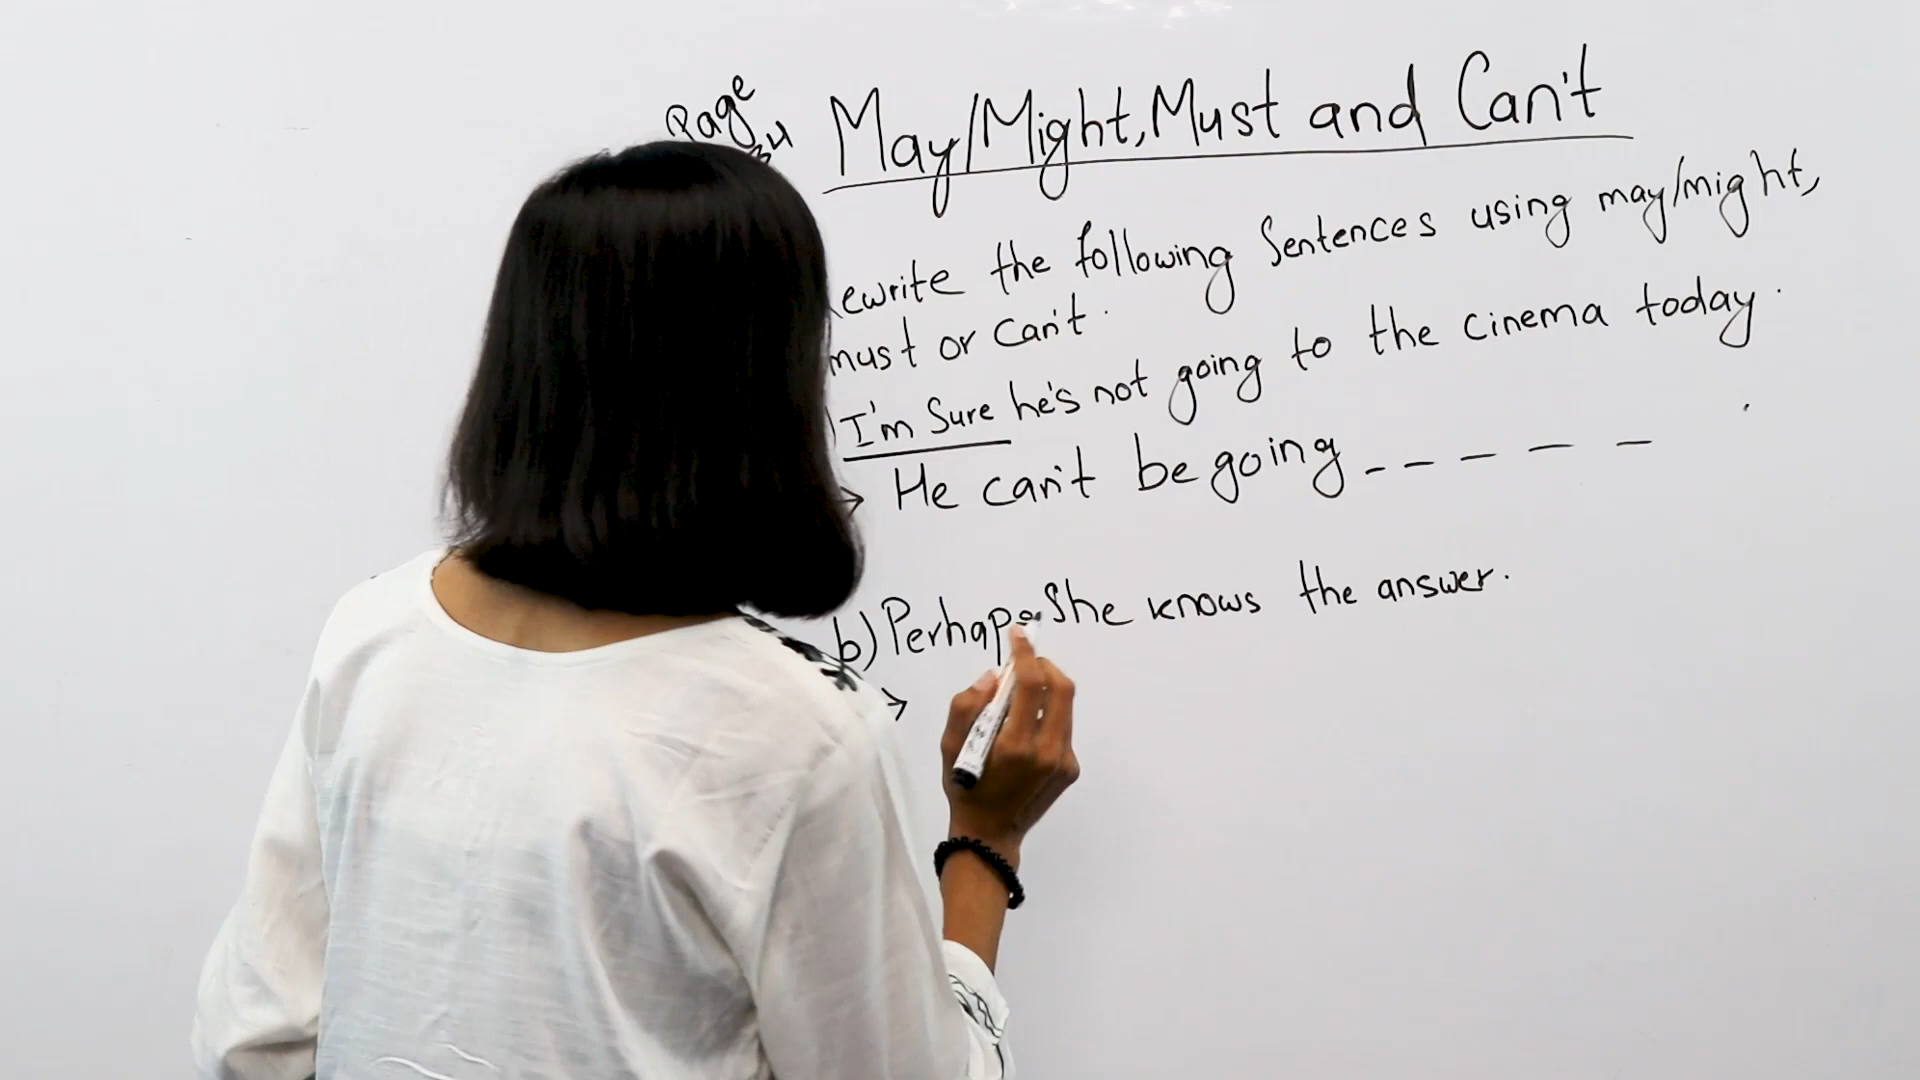 Page
34
May/Might, Must and Can't
ewrite the following Sentences using may/might,
must or can't.
I'm Sure he's not going to the cinema today.
→ He can't be going _ _ _ _ _
b) Perhaps She knows the answer.
→